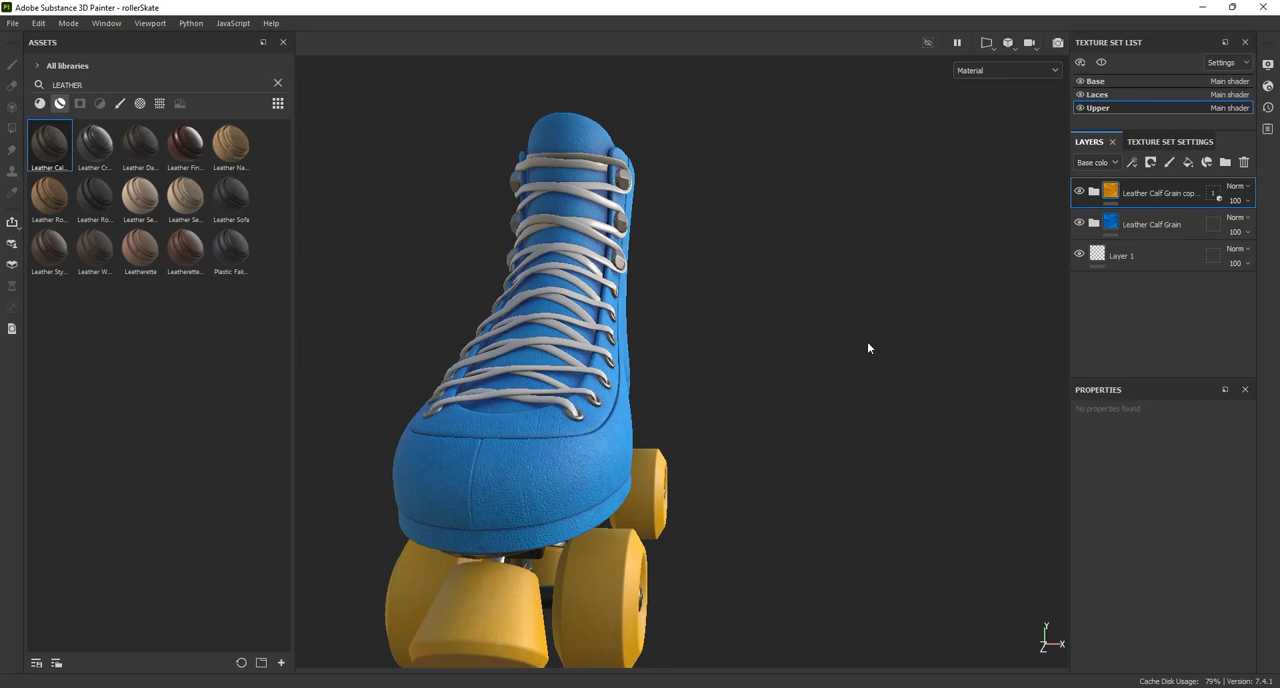 Pt Adobe Substance 3D Painter - rollerSkate
File Edit Mode Window Viewport Python JavaScript Help
ASSETS
All libraries
LEATHER
Leather Cal... Leather Cr... Leather Da... Leather Fin... Leather Na...
Leather Ro... Leather Ro... Leather Se... Leather Se... Leather Sofa
Leather Sty... Leather W... Leatherette Leatherette... Plastic Fak...
Material
Y
Z X
TEXTURE SET LIST
Settings
Base Main shader
Laces Main shader
Upper Main shader
LAYERS TEXTURE SET SETTINGS
Base colo
Leather Calf Grain cop... 1 Norm
100
Leather Calf Grain Norm
100
Layer 1 Norm
100
PROPERTIES
No properties found
Cache Disk Usage: 79% | Version: 7.4.1